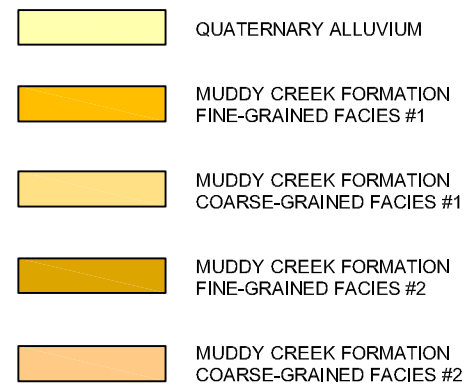 QUATERNARY ALLUVIUM
MUDDY CREEK FORMATION
FINE-GRAINED FACIES #1
MUDDY CREEK FORMATION
COARSE-GRAINED FACIES #1
MUDDY CREEK FORMATION
FINE-GRAINED FACIES #2
MUDDY CREEK FORMATION
COARSE-GRAINED FACIES #2